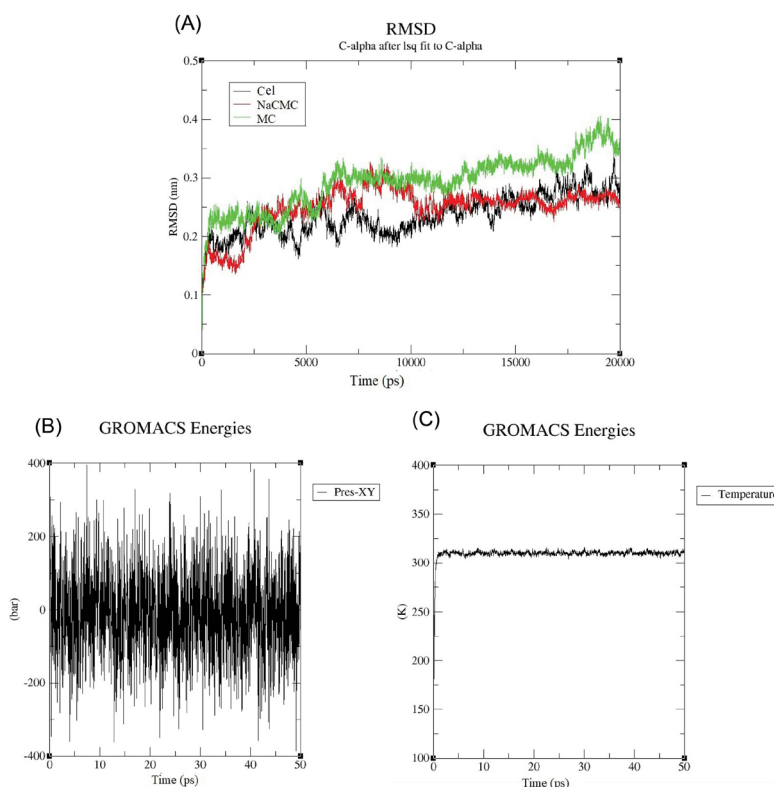 (A)
RMSD
C-alpha after lsq fit to C-alpha
0.5
Cel
NaCMC
MC
0.4
0.3
RMSD (nm)
0.2
0.1
0
0 5000 10000 15000 20000
Time (ps)
(B)
GROMACS Energies
400
Pres-XY
200
(bar)
0
-200
-400
0 10 20 30 40 50
Time (ps)
(C)
GROMACS Energies
400
Temperature
350
300
(K)
250
200
150
100
0 10 20 30 40 50
Time (ps)